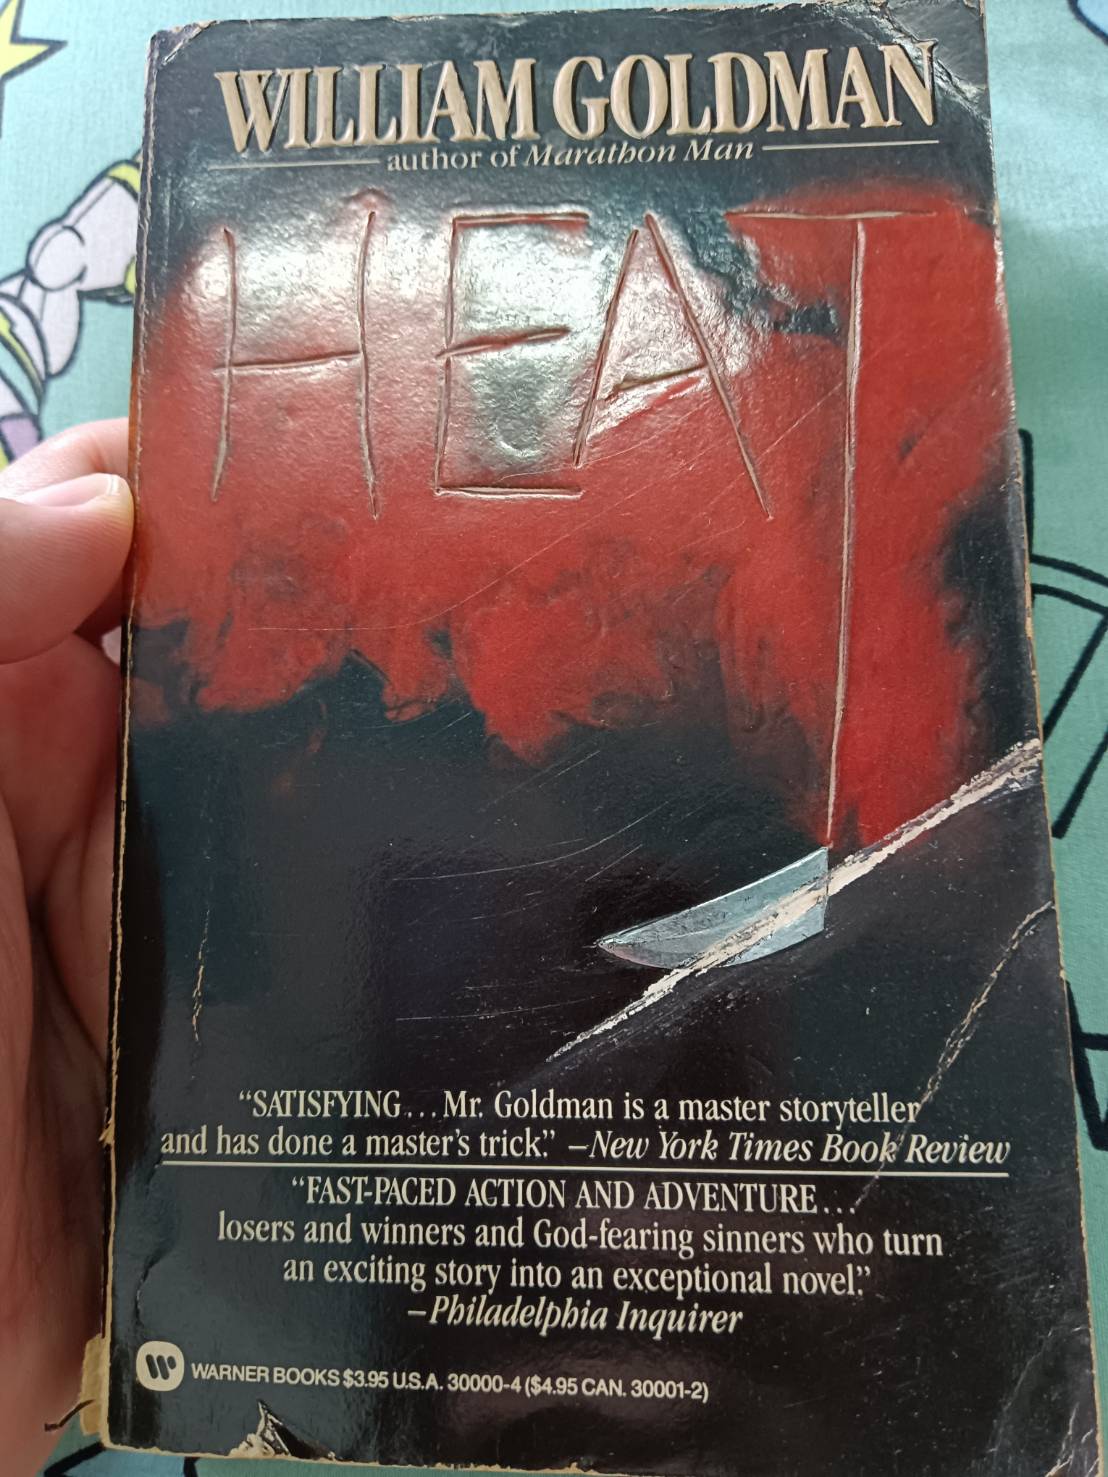 WILLIAM GOLDMAN
author of Marathon Man
HEAT
“SATISFYING...Mr. Goldman is a master storyteller
and has done a master's trick.” –New York Times Book Review
“FAST-PACED ACTION AND ADVENTURE...
losers and winners and God-fearing sinners who turn
an exciting story into an exceptional novel.”
–Philadelphia Inquirer
WARNER BOOKS $3.95 U.S.A. 30000-4 ($4.95 CAN. 30001-2)